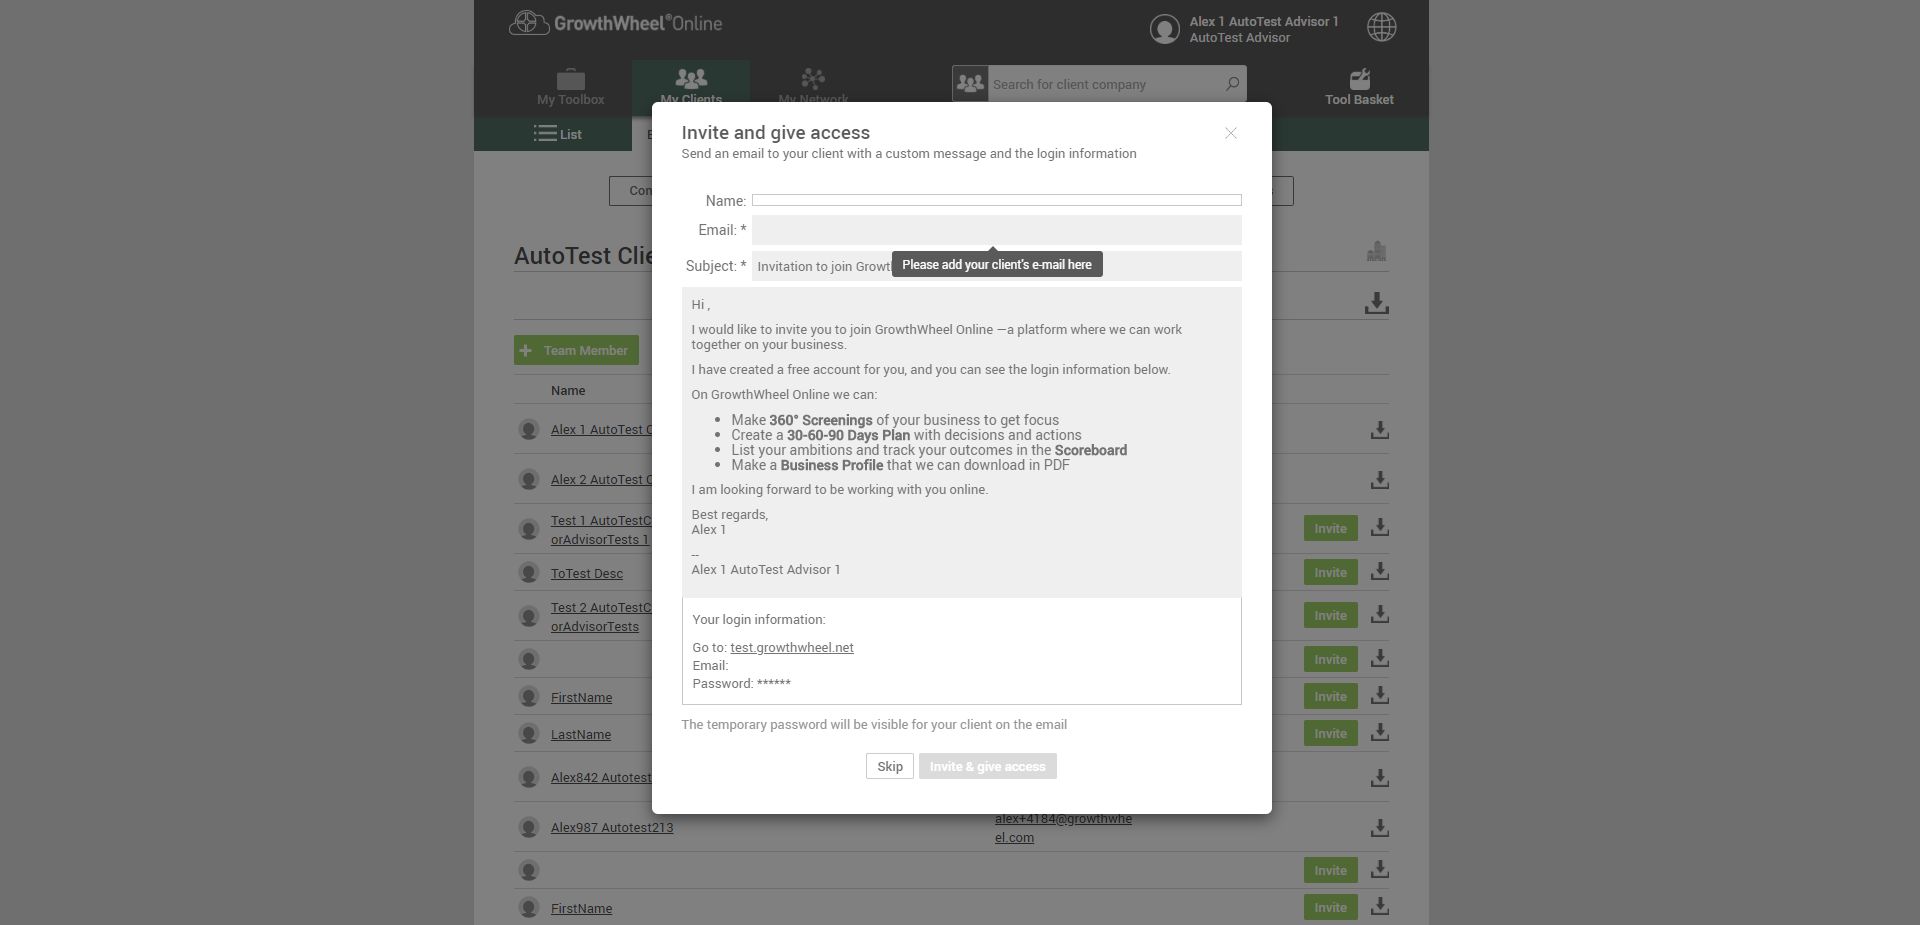 GrowthWheel®Online
Alex 1 AutoTest Advisor 1
AutoTest Advisor
My Toolbox
My Clients
My Network
Search for client company
Tool Basket
List
Invite and give access
Send an email to your client with a custom message and the login information
Name:
Email: *
Please add your client's e-mail here
Subject: *
Invitation to join Growth
Hi ,
I would like to invite you to join GrowthWheel Online —a platform where we can work
together on your business.
I have created a free account for you, and you can see the login information below.
On GrowthWheel Online we can:
• Make 360° Screenings of your business to get focus
• Create a 30-60-90 Days Plan with decisions and actions
• List your ambitions and track your outcomes in the Scoreboard
• Make a Business Profile that we can download in PDF
I am looking forward to be working with you online.
Best regards,
Alex 1
--
Alex 1 AutoTest Advisor 1
Your login information:
Go to: test.growthwheel.net
Email:
Password: ******
The temporary password will be visible for your client on the email
Skip
Invite & give access
Con
AutoTest Clie
+ Team Member
Name
Alex 1 AutoTest C
Alex 2 AutoTest C
Test 1 AutoTestC
orAdvisorTests 1
Invite
ToTest Desc
Invite
Test 2 AutoTestC
orAdvisorTests
Invite
Invite
FirstName
Invite
LastName
Invite
Alex842 Autotest
Alex987 Autotest213
alex+4184@growthwhe
el.com
Invite
FirstName
Invite